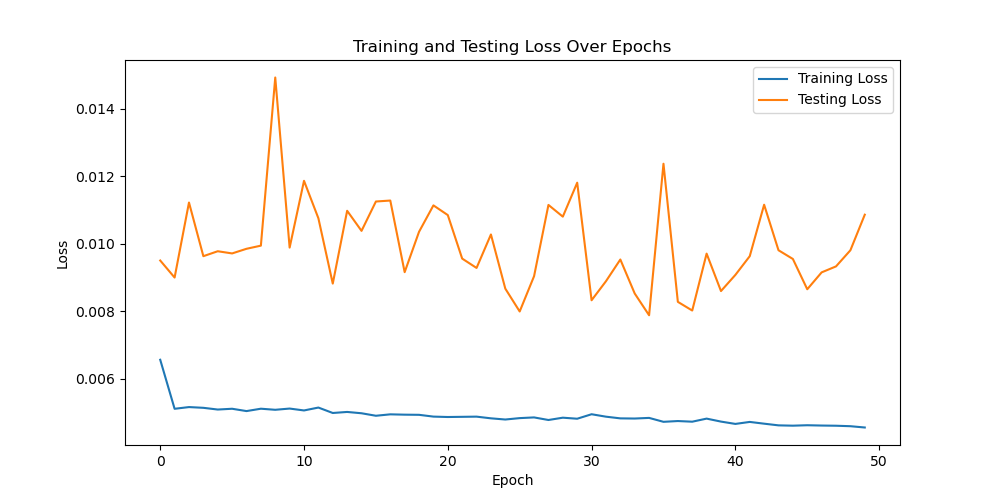 Training and Testing Loss Over Epochs
Training Loss
Testing Loss
0.014
0.012
0.010
0.008
0.006
Loss
0
10
20
30
40
50
Epoch